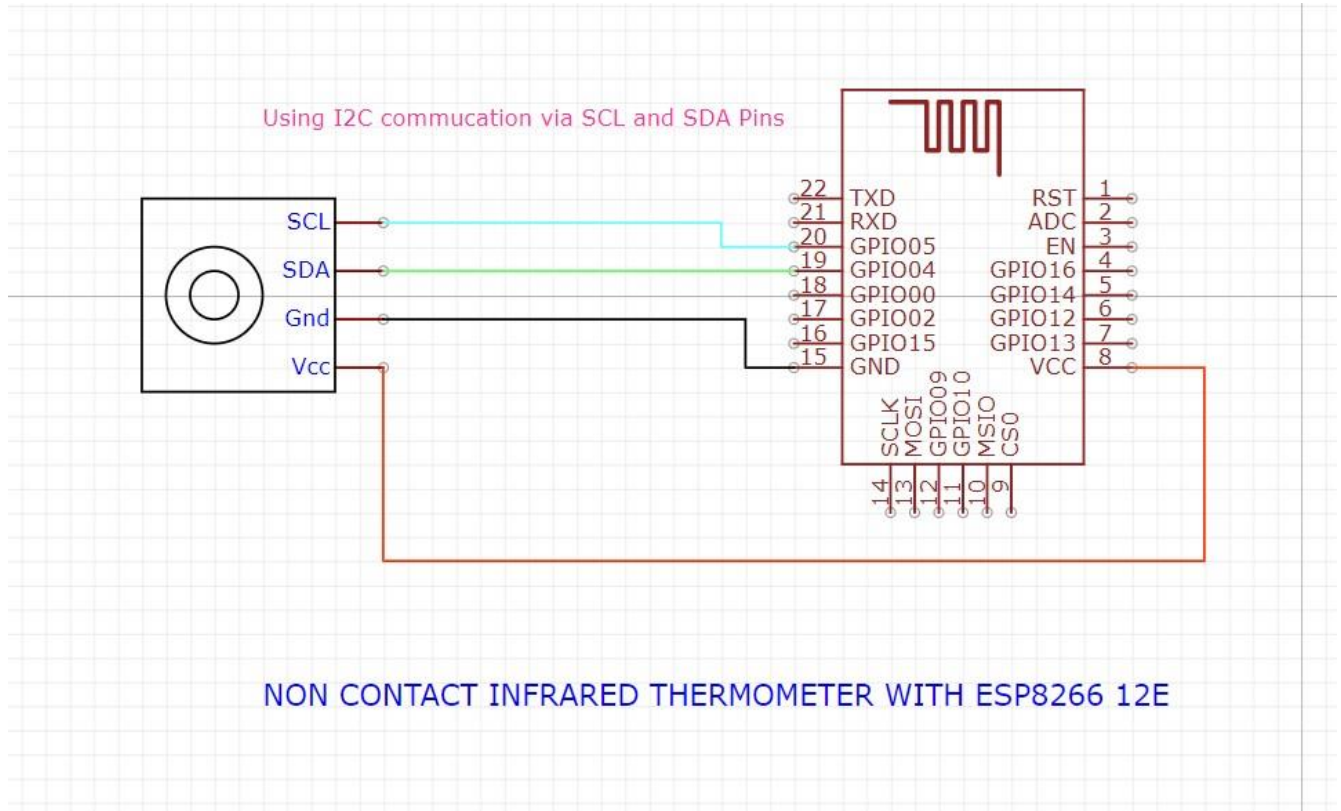 Using I2C commucation via SCL and SDA Pins
SCL
SDA
Gnd
Vcc
22 TXD
21 RXD
20 GPIO05
19 GPIO04
18 GPIO00
17 GPIO02
16 GPIO15
15 GND
RST 1
ADC 2
EN 3
GPIO16 4
GPIO14 5
GPIO12 6
GPIO13 7
VCC 8
SCLK 14
MOSI 13
GPIO09 12
GPIO10 11
MSIO 10
CS0 9
NON CONTACT INFRARED THERMOMETER WITH ESP8266 12E